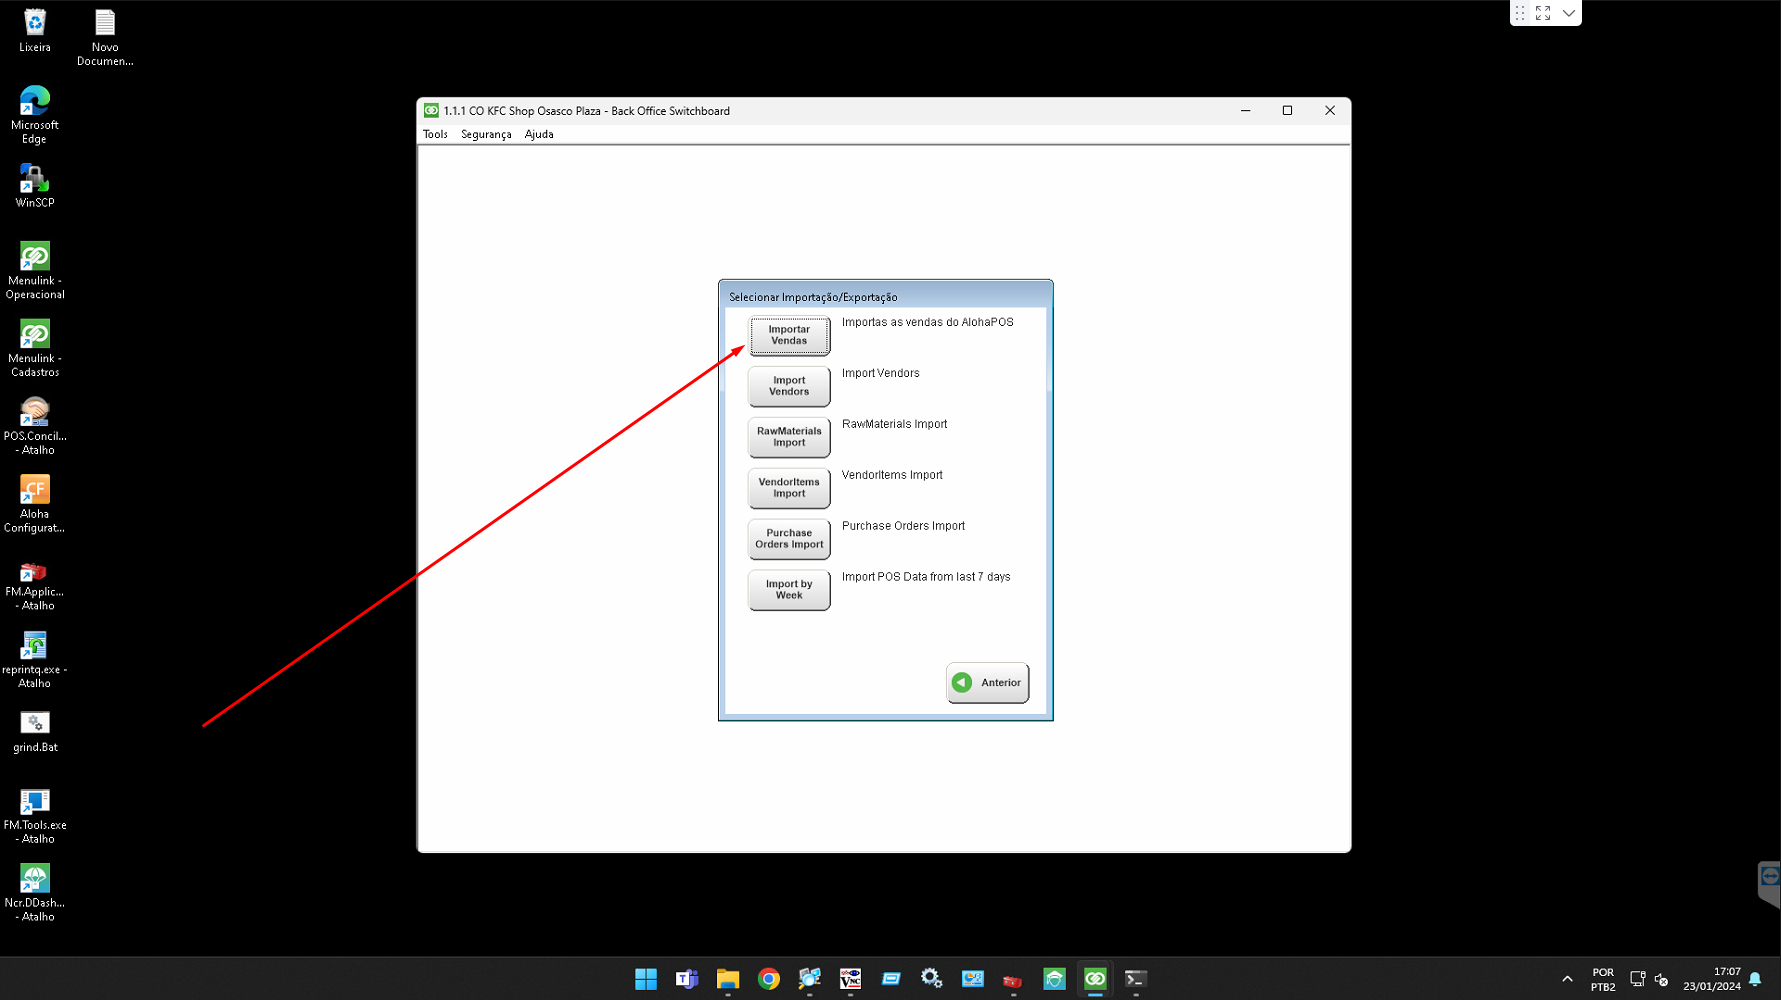 Lixeira
Novo
Documen...
Microsoft
Edge
WinSCP
Menulink -
Operacional
Menulink -
Cadastros
POS.Concil...
- Atalho
CF
Aloha
Configurat...
FM.Applic...
- Atalho
reprintq.exe -
Atalho
grind.Bat
FM.Tools.exe
- Atalho
Ncr.DDash...
- Atalho
1.1.1 CO KFC Shop Osasco Plaza - Back Office Switchboard
Tools Segurança Ajuda
Selecionar Importação/Exportação
Importar
Vendas
Importas as vendas do AlohaPOS
Import
Vendors
Import Vendors
RawMaterials
Import
RawMaterials Import
VendorItems
Import
VendorItems Import
Purchase
Orders Import
Purchase Orders Import
Import by
Week
Import POS Data from last 7 days
Anterior
VNC
POR
PTB2
17:07
23/01/2024